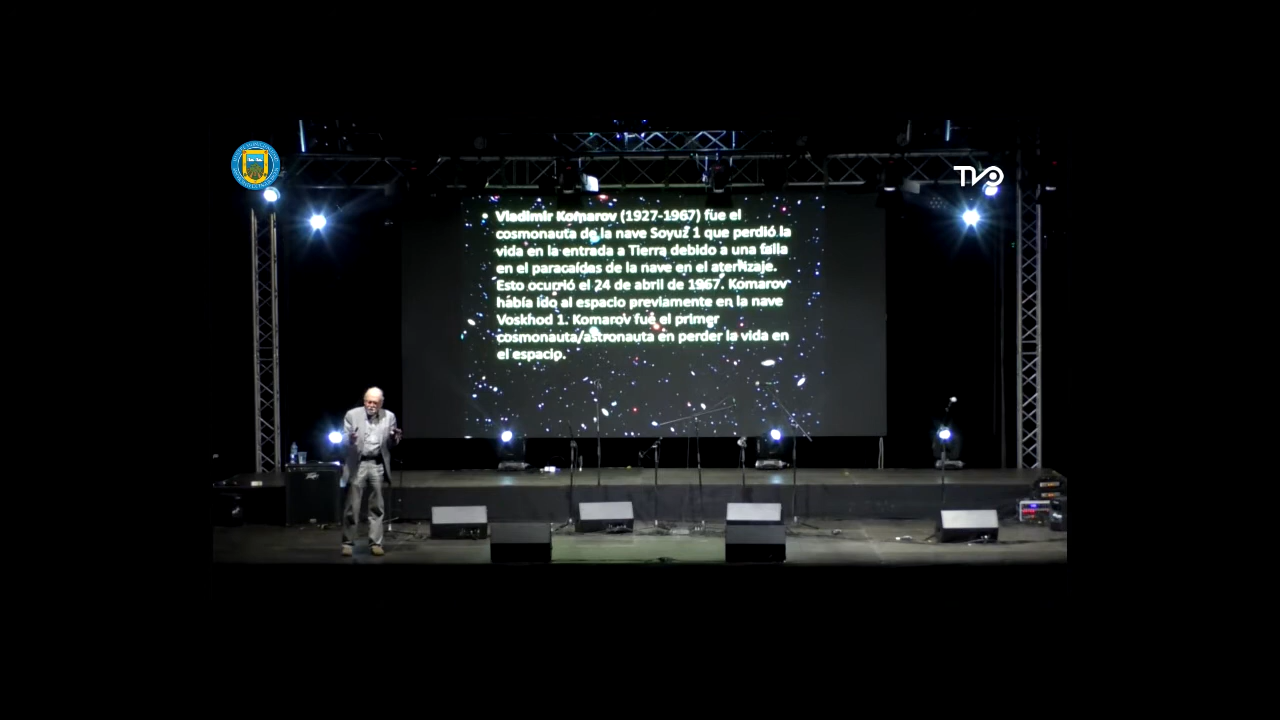 TV
• Vladimir Komarov (1927-1967) fue el
cosmonauta de la nave Soyuz 1 que perdió la
vida en la entrada a Tierra debido a una falla
en el paracaídas de la nave en el aterrizaje.
Esto ocurrió el 24 de abril de 1967. Komarov
había ido al espacio previamente en la nave
Voskhod 1. Komarov fue el primer
cosmonauta/astronauta en perder la vida en
el espacio.